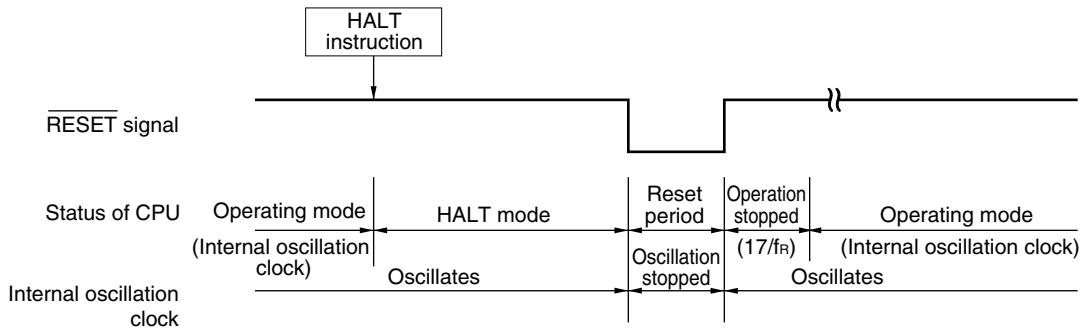 HALT
instruction
RESET signal
Status of CPU
Operating mode
(Internal oscillation
clock)
HALT mode
Reset
period
Operation
stopped
(17/fR)
Operating mode
(Internal oscillation clock)
Internal oscillation
clock
Oscillates
Oscillation
stopped
Oscillates